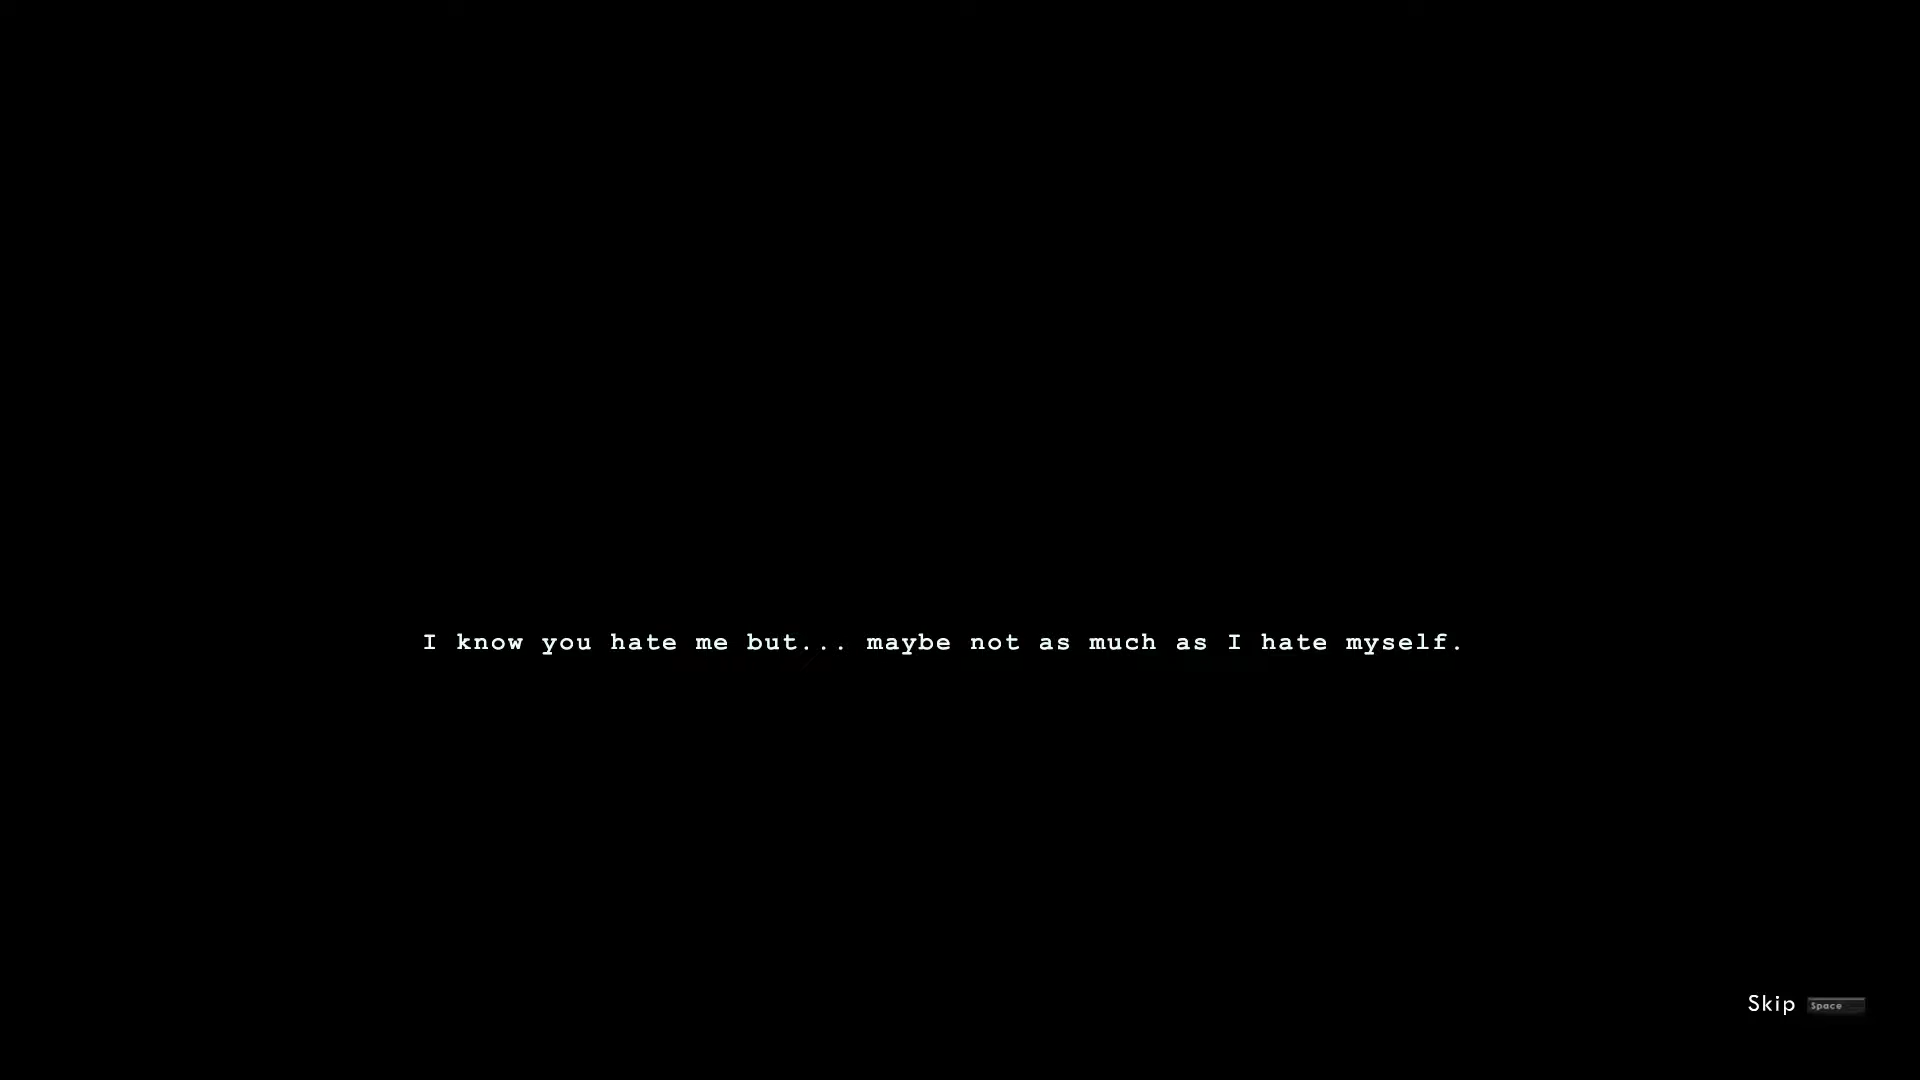 I know you hate me but... maybe not as much as I hate myself.
Skip Space